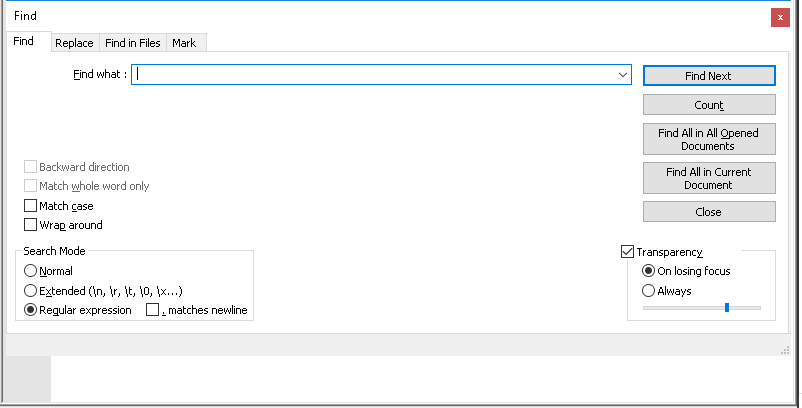 Find
x
Find Replace Find in Files Mark
Find what :
Find Next
Count
Find All in All Opened
Documents
Find All in Current
Document
Close
Backward direction
Match whole word only
Match case
Wrap around
Search Mode
Normal
Extended (\n, \r, \t, \0, \x...)
Regular expression . matches newline
Transparency
On losing focus
Always